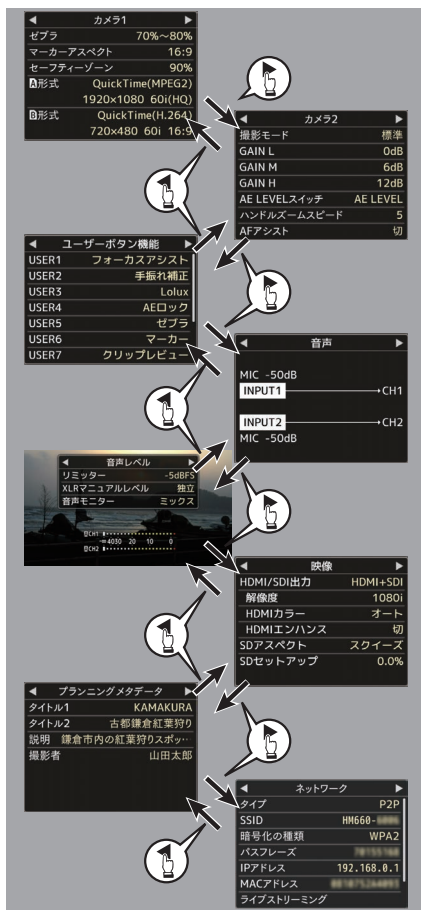 カメラ1
ゼブラ 70%～80%
マーカーアスペクト 16:9
セーフティーゾーン 90%
A形式 QuickTime(MPEG2)
1920×1080 60i(HQ)
B形式 QuickTime(H.264)
720×480 60i 16:9
カメラ2
撮影モード 標準
GAIN L 0dB
GAIN M 6dB
GAIN H 12dB
AE LEVELスイッチ AE LEVEL
ハンドルズームスピード 5
AFアシスト 切
ユーザーボタン機能
USER1 フォーカスアシスト
USER2 手振れ補正
USER3 Lolux
USER4 AEロック
USER5 ゼブラ
USER6 マーカー
USER7 クリップレビュー
音声
MIC -50dB
INPUT1 CH1
INPUT2 CH2
MIC -50dB
音声レベル
リミッター -5dBFS
XLRマニュアルレベル 独立
音声モニター ミックス
CH1
-∞ 4030 20 10 0
CH2
映像
HDMI/SDI出力 HDMI+SDI
解像度 1080i
HDMIカラー オート
HDMIエンハンス 切
SDアスペクト スクイーズ
SDセットアップ 0.0%
プランニングメタデータ
タイトル1 KAMAKURA
タイトル2 古都鎌倉紅葉狩り
説明 鎌倉市内の紅葉狩りスポッ…
撮影者 山田太郎
ネットワーク
タイプ P2P
SSID HM660-
暗号化の種類 WPA2
パスフレーズ
IPアドレス 192.168.0.1
MACアドレス
ライブストリーミング